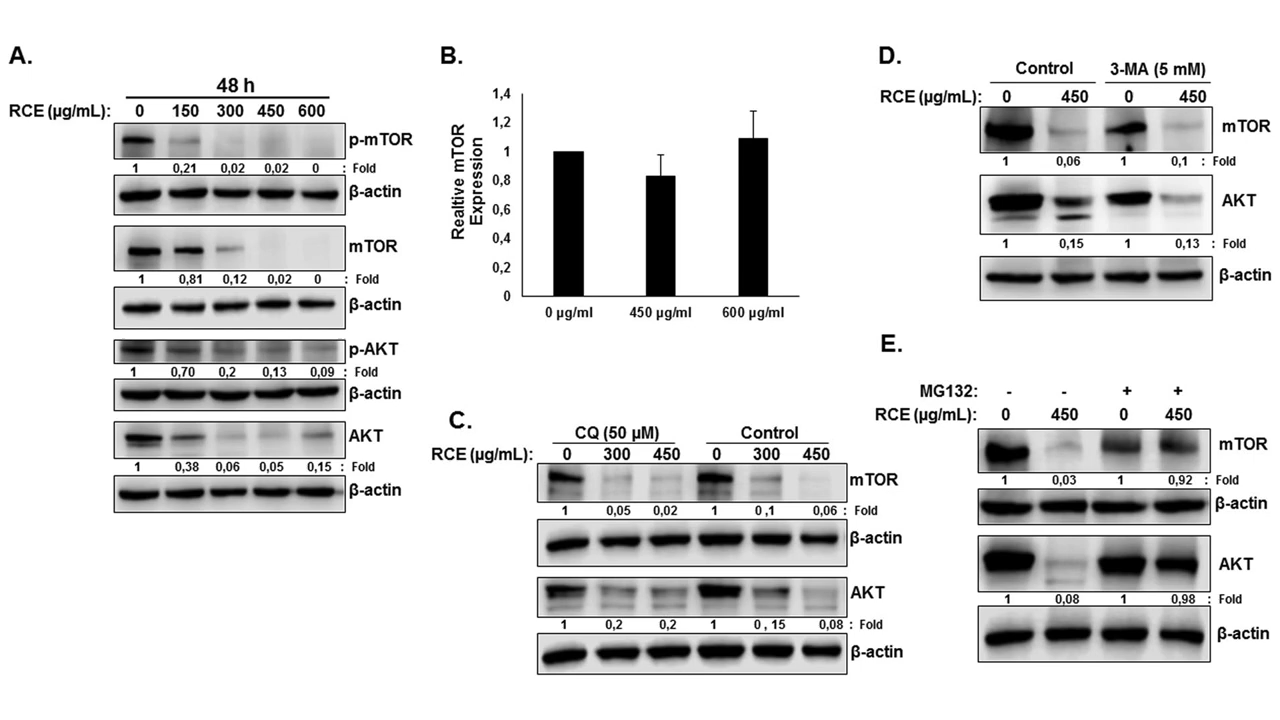 A.
48 h
RCE (µg/mL): 0 150 300 450 600
p-mTOR
1 0,21 0,02 0,02 0 : Fold
β-actin
mTOR
1 0,81 0,12 0,02 0 : Fold
β-actin
p-AKT
1 0,70 0,2 0,13 0,09 : Fold
β-actin
AKT
1 0,38 0,06 0,05 0,15 : Fold
β-actin
B.
Realtive mTOR
Expression
1,4
1,2
1
0,8
0,6
0,4
0,2
0
0 µg/ml 450 µg/ml 600 µg/ml
C.
CQ (50 µM) Control
RCE (µg/mL): 0 300 450 0 300 450
mTOR
1 0,05 0,02 1 0 ,1 0,06 : Fold
β-actin
AKT
1 0,2 0,2 1 0 , 15 0,08 : Fold
β-actin
D.
Control 3-MA (5 mM)
RCE (µg/mL): 0 450 0 450
mTOR
1 0,06 1 0,1 : Fold
AKT
1 0,15 1 0,13 : Fold
β-actin
E.
MG132: - - + +
RCE (µg/mL): 0 450 0 450
mTOR
1 0,03 1 0,92 : Fold
β-actin
AKT
1 0,08 1 0,98 : Fold
β-actin